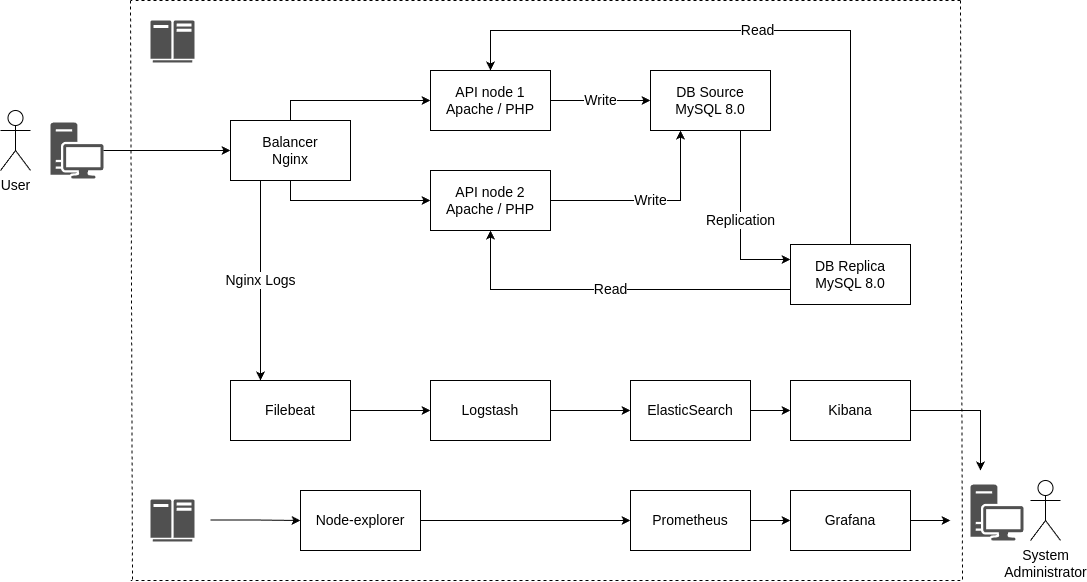 Read
API node 1
Apache / PHP
Write
DB Source
MySQL 8.0
User
Balancer
Nginx
API node 2
Apache / PHP
Write
Replication
Nginx Logs
DB Replica
MySQL 8.0
Read
Filebeat
Logstash
ElasticSearch
Kibana
Node-explorer
Prometheus
Grafana
System
Administrator